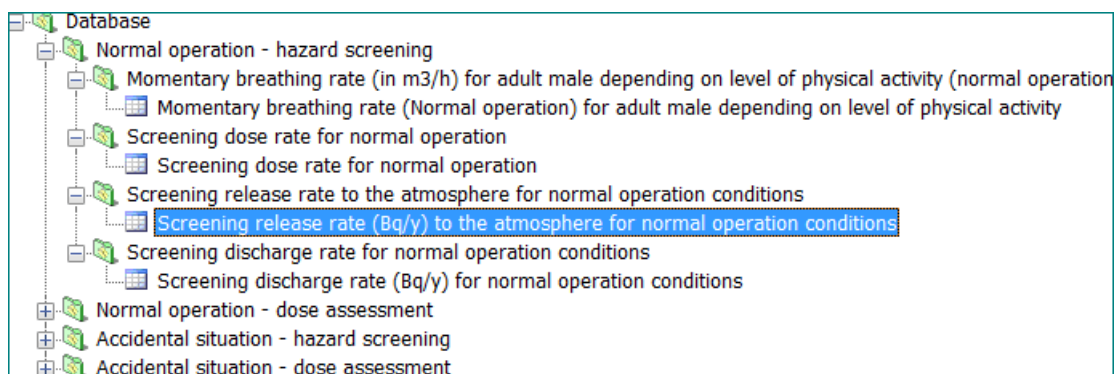 Database
Normal operation - hazard screening
Momentary breathing rate (in m3/h) for adult male depending on level of physical activity (normal operation
Momentary breathing rate (Normal operation) for adult male depending on level of physical activity
Screening dose rate for normal operation
Screening dose rate for normal operation
Screening release rate to the atmosphere for normal operation conditions
Screening release rate (Bq/y) to the atmosphere for normal operation conditions
Screening discharge rate for normal operation conditions
Screening discharge rate (Bq/y) for normal operation conditions
Normal operation - dose assessment
Accidental situation - hazard screening
Accidental situation - dose assessment